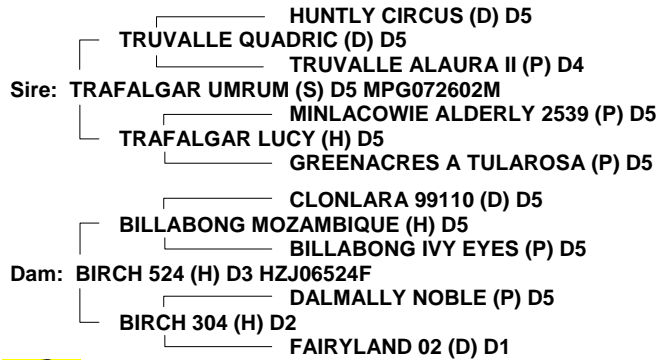 HUNTLY CIRCUS (D) D5
TRUVALLE QUADRIC (D) D5
TRUVALLE ALAURA II (P) D4
Sire: TRAFALGAR UMRUM (S) D5 MPG072602M
MINLACOWIE ALDERLY 2539 (P) D5
TRAFALGAR LUCY (H) D5
GREENACRES A TULAROSA (P) D5
CLONLARA 99110 (D) D5
BILLABONG MOZAMBIQUE (H) D5
BILLABONG IVY EYES (P) D5
Dam: BIRCH 524 (H) D3 HZJ06524F
DALMALLY NOBLE (P) D5
BIRCH 304 (H) D2
FAIRYLAND 02 (D) D1